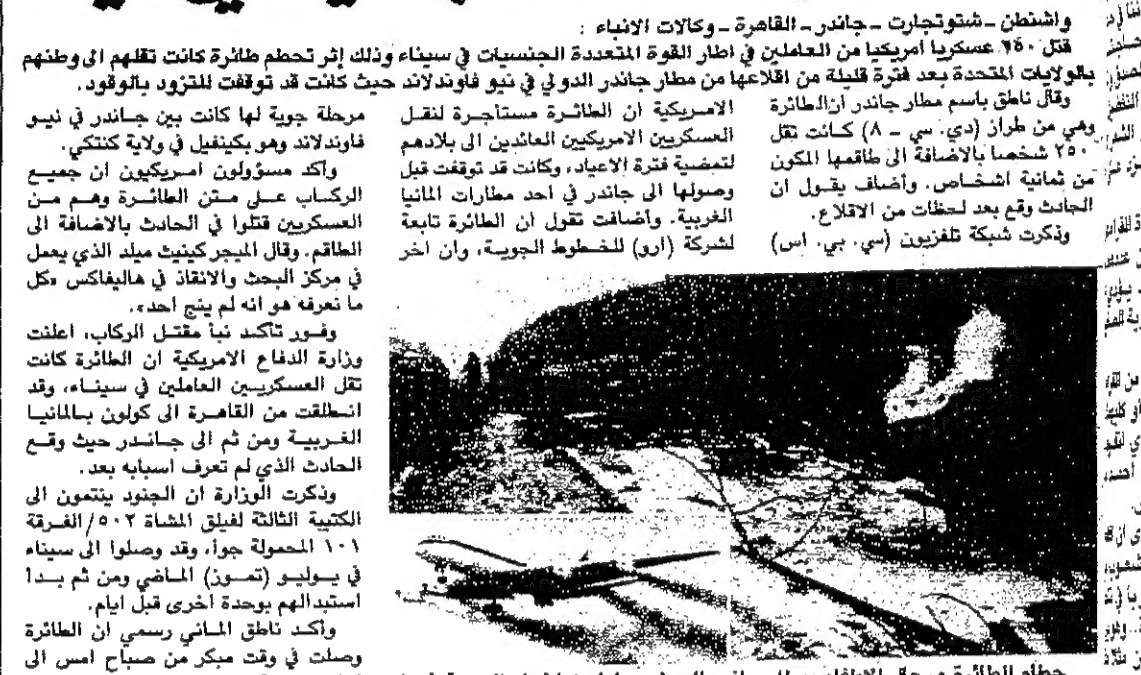 واشنطن - شتوتجارت - جاندر - القاهرة - وكالات الانباء :
قتل ٢٥٠ عسكريا امريكيا من العاملين في اطار القوة المتعددة الجنسيات في سيناء وذلك إثر تحطم طائرة كانت تقلهم الى وطنهم
بالولايات المتحدة بعد فترة قليلة من اقلاعها من مطار جاندر الدولي في نيو فاوندلاند حيث كانت قد توقفت للتزود بالوقود.
وقال ناطق باسم مطار جاندر ان الطائرة
وهي من طراز (دي. سي - ٨) كانت تقل
٢٥٠ شخصا بالاضافة الى طاقمها المكون
من ثمانية اشخاص. وأضاف يقول ان
الحادث وقع بعد لحظات من الاقلاع.
وذكرت شبكة تلفزيون (سي. بي. اس)
الامريكية ان الطائرة مستأجرة لنقل
العسكريين الامريكيين العائدين الى بلادهم
لتمضية فترة الاعياد، وكانت قد توقفت قبل
وصولها الى جاندر في احد مطارات المانيا
الغربية. وأضافت تقول ان الطائرة تابعة
لشركة (ارو) للخطوط الجوية، وان اخر
مرحلة جوية لها كانت بين جاندر في نيو
فاوندلاند وهو بكينفيل في ولاية كنتكي.
وأكد مسؤولون امريكيون ان جميع
الركاب على متن الطائرة وهم من
العسكريين قتلوا في الحادث بالاضافة الى
الطاقم. وقال الميجر كينيث ميلد الذي يعمل
في مركز البحث والانقاذ في هاليفاكس «كل
ما نعرفه هو انه لم ينج احد».
وفور تأكد نبأ مقتل الركاب، اعلنت
وزارة الدفاع الامريكية ان الطائرة كانت
تقل العسكريين العاملين في سيناء، وقد
انطلقت من القاهرة الى كولون بالمانيا
الغربية ومن ثم الى جاندر حيث وقع
الحادث الذي لم تعرف اسبابه بعد.
وذكرت الوزارة ان الجنود ينتمون الى
الكتيبة الثالثة لفيلق المشاة ٥٠٢/الفرقة
١٠١ المحمولة جوا، وقد وصلوا الى سيناء
في يوليو (تموز) الماضي ومن ثم بدأ
استبدالهم بوحدة اخرى قبل ايام.
وأكد ناطق الماني رسمي ان الطائرة
وصلت في وقت مبكر من صباح امس الى
حطام الطائرة